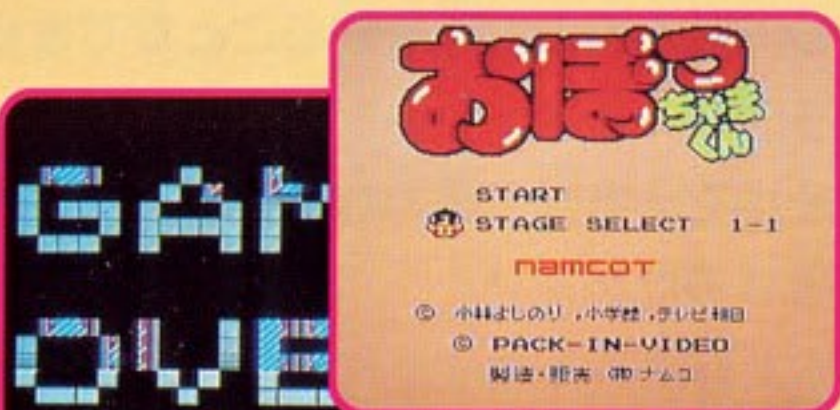 GAM
OVE
おぼっ
ちゃま
くん
START
STAGE SELECT 1-1
namcot
© 小林よしのり,小学館,テレビ朝日
© PACK-IN-VIDEO
製造・販売 (株)ナムコ